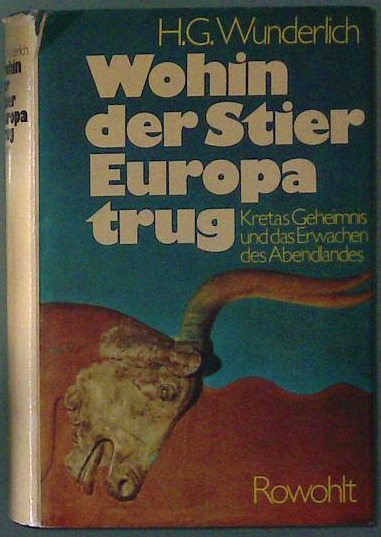 H.G. Wunderlich
Wohin
der Stier
Europa
trug
Kretas Geheimnis
und das Erwachen
des Abendlandes
Rowohlt